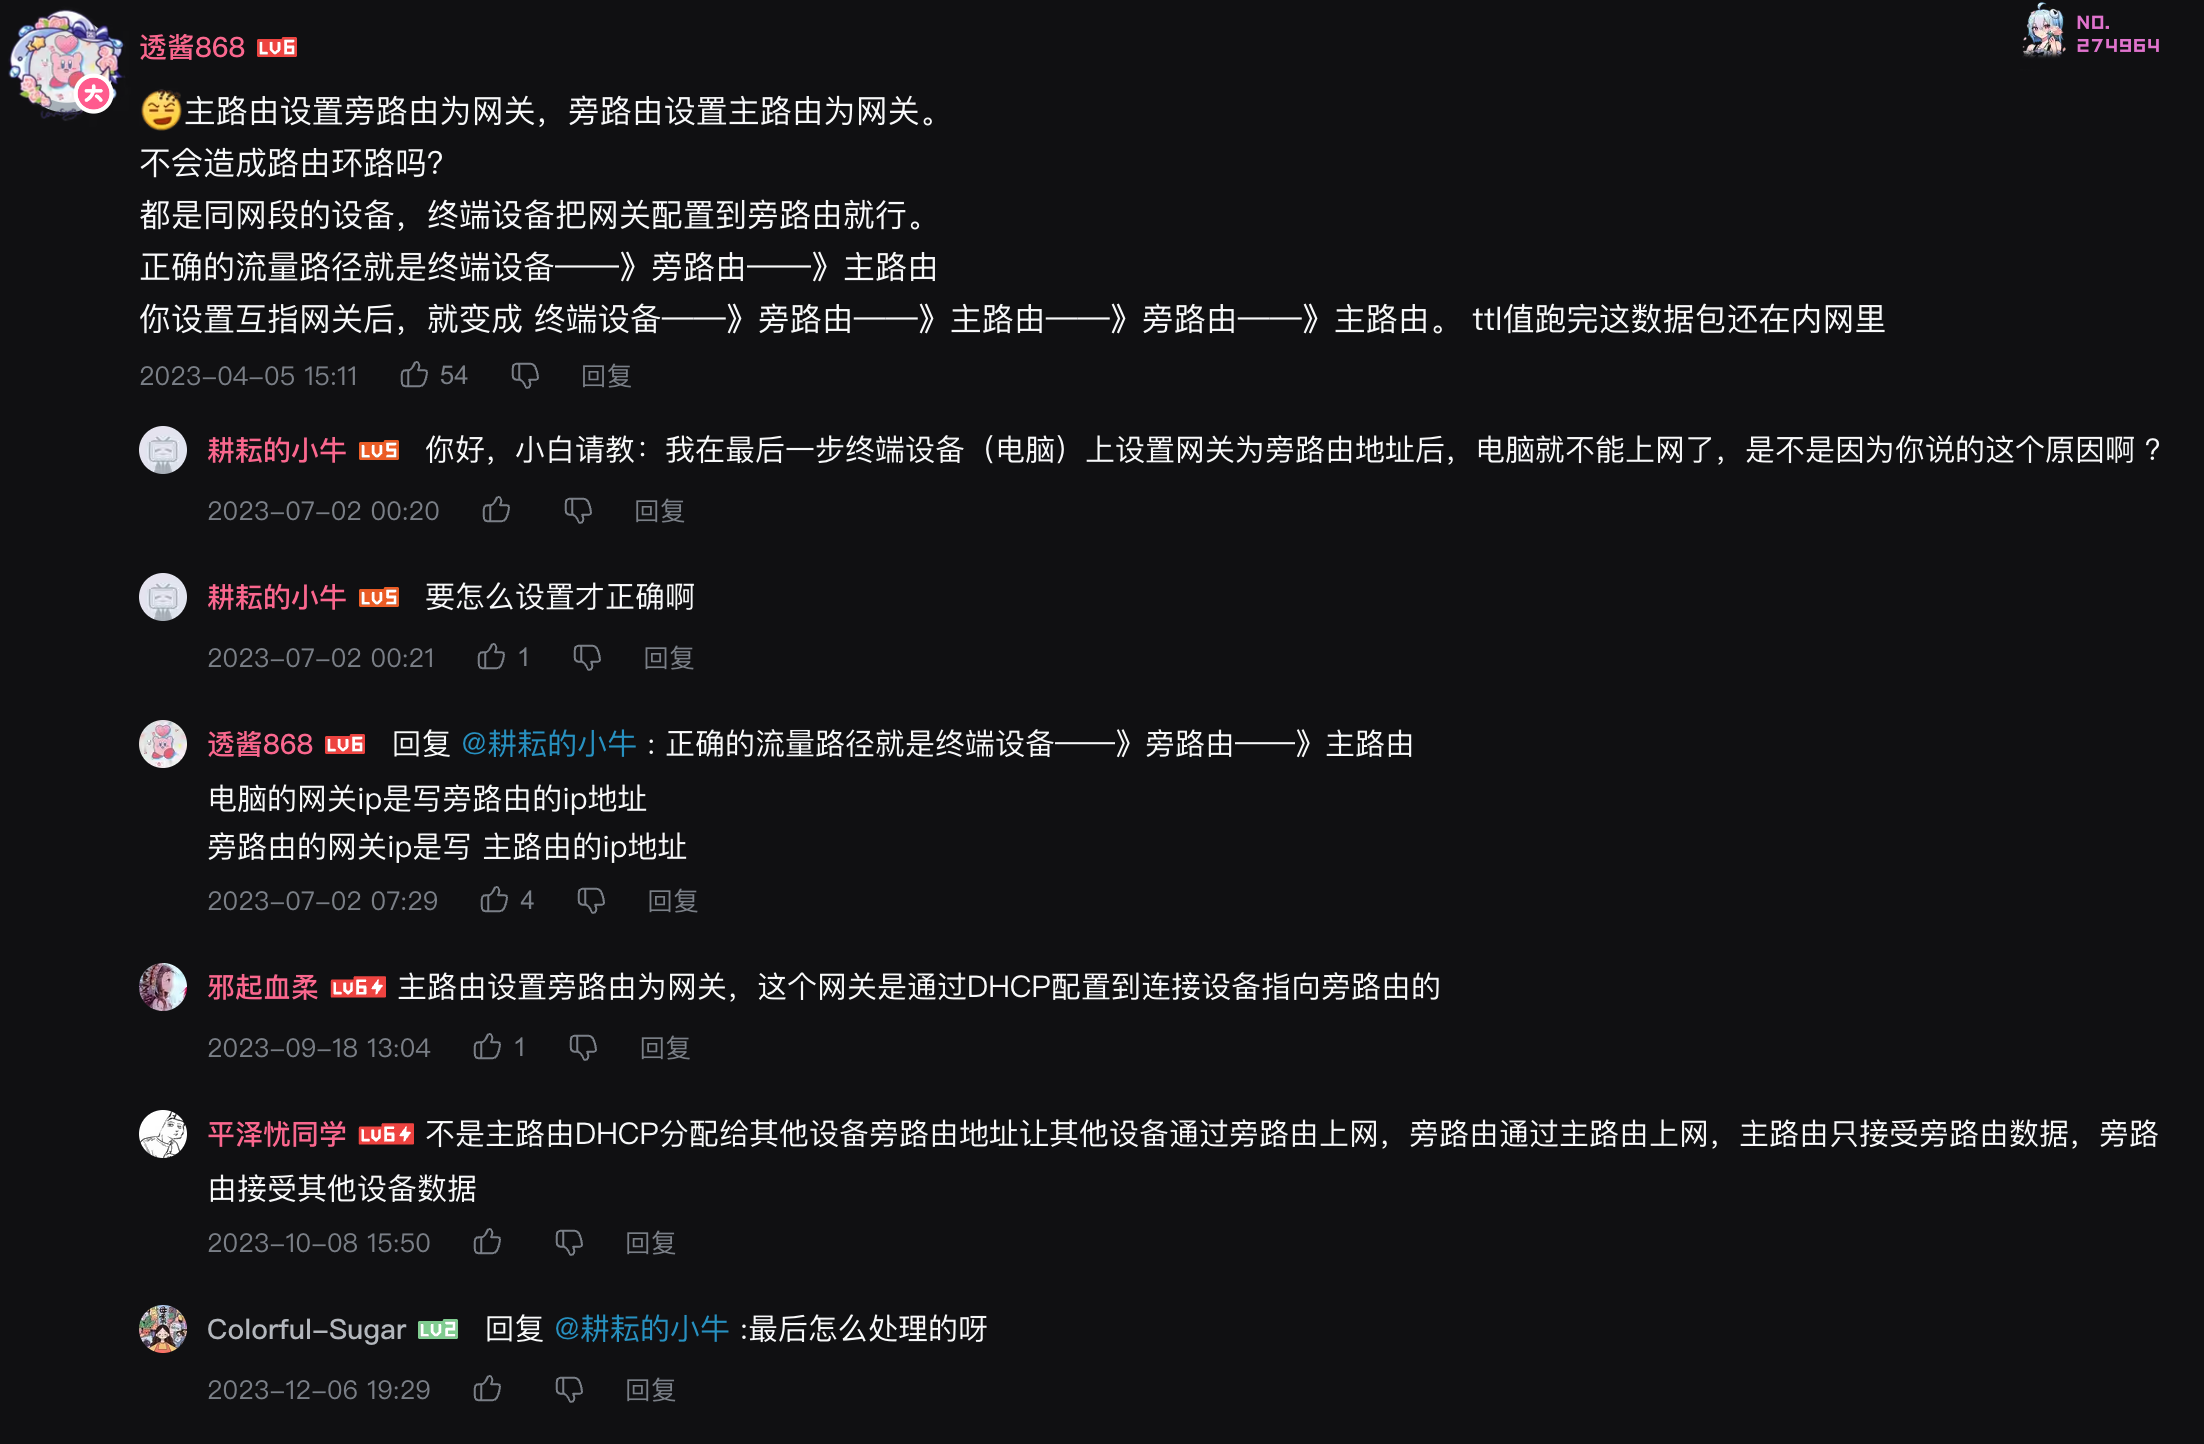 透酱868 LV6
NO.
274964
大
主路由设置旁路由为网关，旁路由设置主路由为网关。
不会造成路由环路吗？
都是同网段的设备，终端设备把网关配置到旁路由就行。
正确的流量路径就是终端设备——》旁路由——》主路由
你设置互指网关后，就变成 终端设备——》旁路由——》主路由——》旁路由——》主路由。 ttl值跑完这数据包还在内网里
2023-04-05 15:11 54 回复
耕耘的小牛 LV5 你好，小白请教：我在最后一步终端设备（电脑）上设置网关为旁路由地址后，电脑就不能上网了，是不是因为你说的这个原因啊？
2023-07-02 00:20 回复
耕耘的小牛 LV5 要怎么设置才正确啊
2023-07-02 00:21 1 回复
透酱868 LV6 回复 @耕耘的小牛 : 正确的流量路径就是终端设备——》旁路由——》主路由
电脑的网关ip是写旁路由的ip地址
旁路由的网关ip是写 主路由的ip地址
2023-07-02 07:29 4 回复
邪起血柔 LV6 主路由设置旁路由为网关，这个网关是通过DHCP配置到连接设备指向旁路由的
2023-09-18 13:04 1 回复
平泽忧同学 LV6 不是主路由DHCP分配给其他设备旁路由地址让其他设备通过旁路由上网，旁路由通过主路由上网，主路由只接受旁路由数据，旁路
由接受其他设备数据
2023-10-08 15:50 回复
Colorful-Sugar LV2 回复 @耕耘的小牛 :最后怎么处理的呀
2023-12-06 19:29 回复